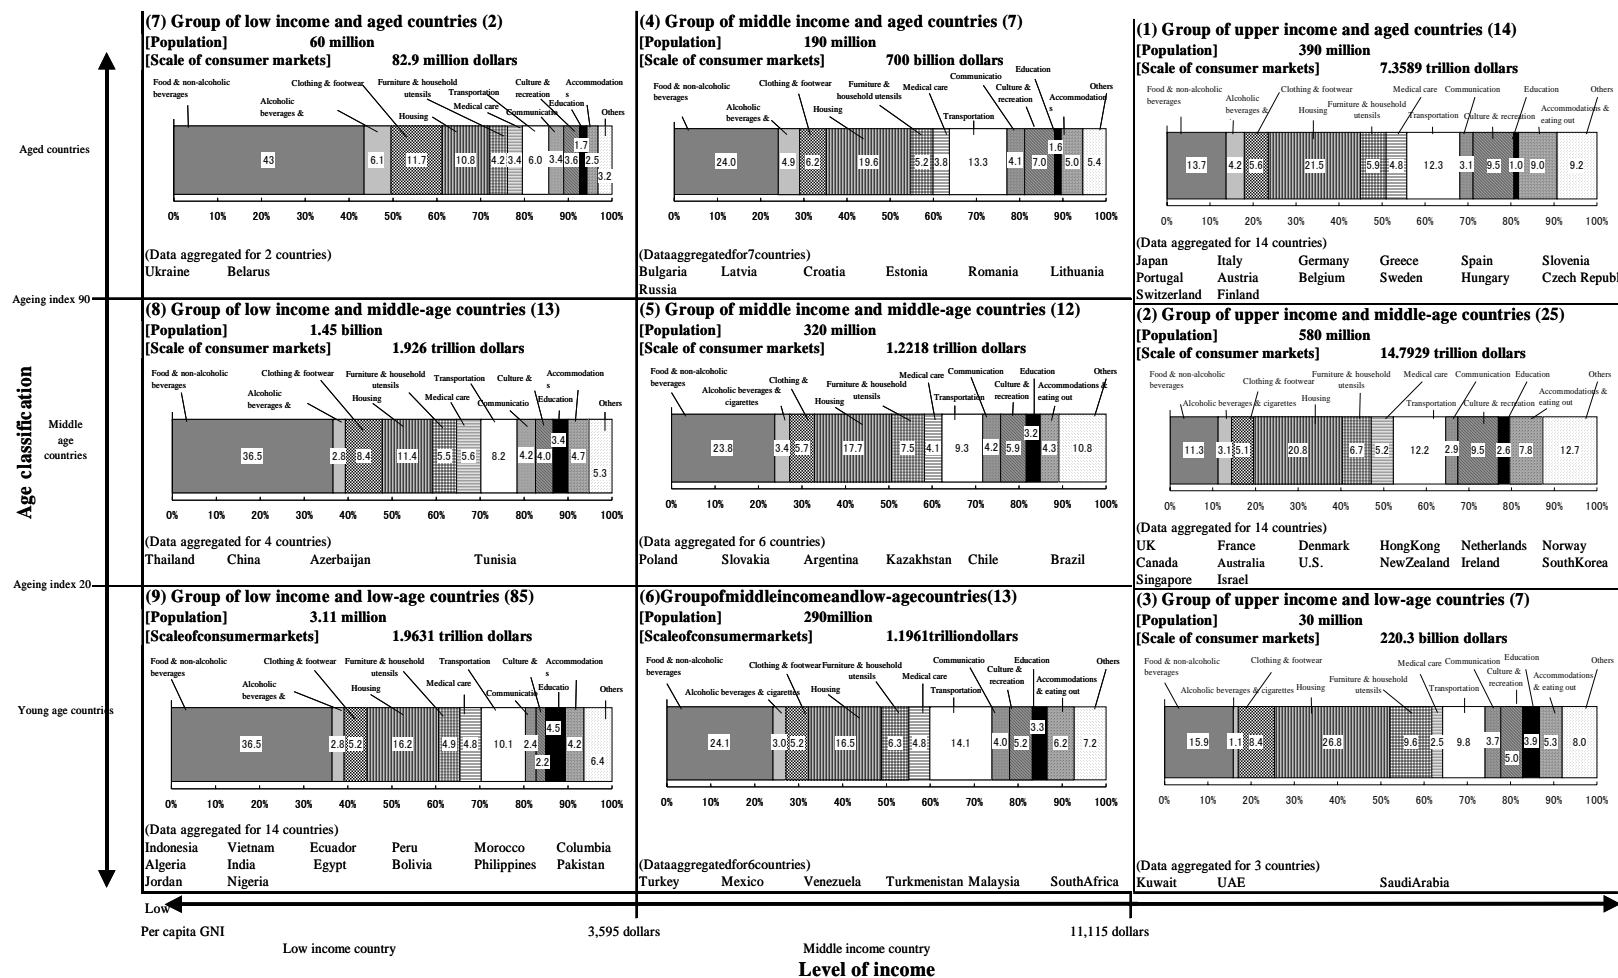 (7) Group of low income and aged countries (2)
[Population] 60 million
[Scale of consumer markets] 82.9 million dollars
Food & non-alcoholic beverages
Alcoholic beverages &
Clothing & footwear
Housing
Furniture & household utensils
Medical care
Transportation
Communicatio
Culture & recreation
Education
Accommodation s
Others
43 6.1 11.7 10.8 4.2 3.4 6.0 3.4 3.6 1.7 2.5 3.2
0% 10% 20% 30% 40% 50% 60% 70% 80% 90% 100%
(Data aggregated for 2 countries)
Ukraine Belarus
(4) Group of middle income and aged countries (7)
[Population] 190 million
[Scale of consumer markets] 700 billion dollars
Food & non-alcoholic beverages
Alcoholic beverages &
Clothing & footwear
Housing
Furniture & household utensils
Medical care
Transportation
Communicatio
Culture & recreation
Education
Accommodation s
Others
24.0 4.9 6.2 19.6 5.2 3.8 13.3 4.1 7.0 1.6 5.0 5.4
0% 10% 20% 30% 40% 50% 60% 70% 80% 90% 100%
(Dataaggregatedfor7countries)
Bulgaria Latvia Croatia Estonia Romania Lithuania
Russia
(1) Group of upper income and aged countries (14)
[Population] 390 million
[Scale of consumer markets] 7.3589 trillion dollars
Food & non-alcoholic beverages
Alcoholic beverages &
Clothing & footwear
Housing
Furniture & household utensils
Medical care
Transportation
Communication
Culture & recreation
Education
Accommodations & eating out
Others
13.7 4.2 5.6 21.5 5.9 4.8 12.3 3.1 9.5 1.0 9.0 9.2
0% 10% 20% 30% 40% 50% 60% 70% 80% 90% 100%
(Data aggregated for 14 countries)
Japan Italy Germany Greece Spain Slovenia
Portugal Austria Belgium Sweden Hungary Czech Republ
Switzerland Finland
Aged countries
Ageing index 90
(8) Group of low income and middle-age countries (13)
[Population] 1.45 billion
[Scale of consumer markets] 1.926 trillion dollars
Food & non-alcoholic beverages
Alcoholic beverages &
Clothing & footwear
Housing
Furniture & household utensils
Medical care
Transportation
Communicatio
Culture &
Education
Accommodation s
Others
36.5 2.8 8.4 11.4 5.5 5.6 8.2 4.2 4.0 3.4 4.7 5.3
0% 10% 20% 30% 40% 50% 60% 70% 80% 90% 100%
(Data aggregated for 4 countries)
Thailand China Azerbaijan Tunisia
(5) Group of middle income and middle-age countries (12)
[Population] 320 million
[Scale of consumer markets] 1.2218 trillion dollars
Food & non-alcoholic beverages
Alcoholic beverages & cigarettes
Clothing &
Housing
Furniture & household utensils
Medical care
Transportation
Communication
Culture & recreation
Education
Accommodations & eating out
Others
23.8 3.4 5.7 17.7 7.5 4.1 9.3 4.2 5.9 3.2 4.3 10.8
0% 10% 20% 30% 40% 50% 60% 70% 80% 90% 100%
(Data aggregated for 6 countries)
Poland Slovakia Argentina Kazakhstan Chile Brazil
(2) Group of upper income and middle-age countries (25)
[Population] 580 million
[Scale of consumer markets] 14.7929 trillion dollars
Food & non-alcoholic beverages
Alcoholic beverages & cigarettes
Clothing & footwear
Housing
Furniture & household utensils
Medical care
Transportation
Communication
Culture & recreation
Education
Accommodations & eating out
Others
11.3 3.1 5.1 20.8 6.7 5.2 12.2 2.9 9.5 2.6 7.8 12.7
0% 10% 20% 30% 40% 50% 60% 70% 80% 90% 100%
(Data aggregated for 14 countries)
UK France Denmark HongKong Netherlands Norway
Canada Australia U.S. NewZealand Ireland SouthKorea
Singapore Israel
Age classification
Middle
age
countries
Ageing index 20
(9) Group of low income and low-age countries (85)
[Population] 3.11 million
[Scaleofconsumermarkets] 1.9631 trillion dollars
Food & non-alcoholic beverages
Alcoholic beverages &
Clothing & footwear
Housing
Furniture & household utensils
Medical care
Transportation
Communicatio
Culture &
Educatio
Accommodation s
Others
36.5 2.8 5.2 16.2 4.9 4.8 10.1 2.4 2.2 4.5 4.2 6.4
0% 10% 20% 30% 40% 50% 60% 70% 80% 90% 100%
(Data aggregated for 14 countries)
Indonesia Vietnam Ecuador Peru Morocco Columbia
Algeria India Egypt Bolivia Philippines Pakistan
Jordan Nigeria
(6)Groupofmiddleincomeandlow-agecountries(13)
[Population] 290million
[Scaleofconsumermarkets] 1.1961trilliondollars
Food & non-alcoholic beverages
Alcoholic beverages & cigarettes
Clothing & footwear
Housing
Furniture & household utensils
Medical care
Transportation
Communicatio
Culture & recreation
Education
Accommodations & eating out
Others
24.1 3.0 5.2 16.5 6.3 4.8 14.1 4.0 5.2 3.3 6.2 7.2
0% 10% 20% 30% 40% 50% 60% 70% 80% 90% 100%
(Dataaggregatedfor6countries)
Turkey Mexico Venezuela Turkmenistan Malaysia SouthAfrica
(3) Group of upper income and low-age countries (7)
[Population] 30 million
[Scale of consumer markets] 220.3 billion dollars
Food & non-alcoholic beverages
Alcoholic beverages & cigarettes
Clothing & footwear
Housing
Furniture & household utensils
Medical care
Transportation
Communication
Culture & recreation
Education
Accommodations & eating out
Others
15.9 1.1 8.4 26.8 9.6 2.5 9.8 3.7 5.0 3.9 5.3 8.0
0% 10% 20% 30% 40% 50% 60% 70% 80% 90% 100%
(Data aggregated for 3 countries)
Kuwait UAE SaudiArabia
Young age countries
Low
Per capita GNI 3,595 dollars 11,115 dollars
Low income country Middle income country
Level of income